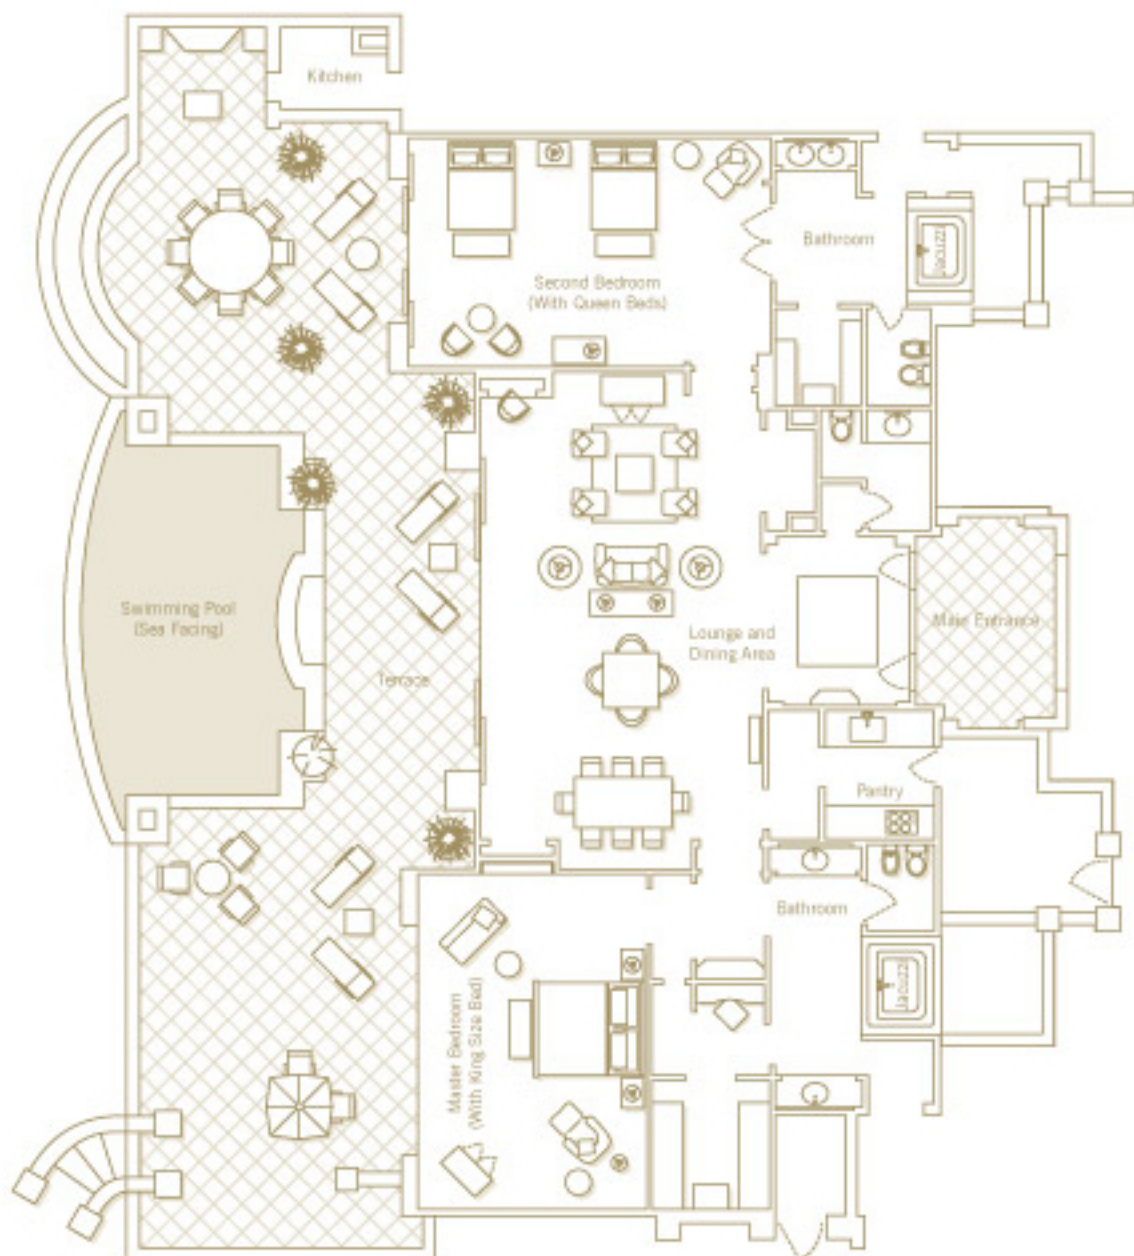 Kitchen
Bathroom
Jacuzzi
Second Bedroom
(With Queen Beds)
Swimming Pool
(Sea Facing)
Lounge and
Dining Area
Main Entrance
Terrace
Pantry
Bathroom
Jacuzzi
Master Bedroom
(With King Size Bed)